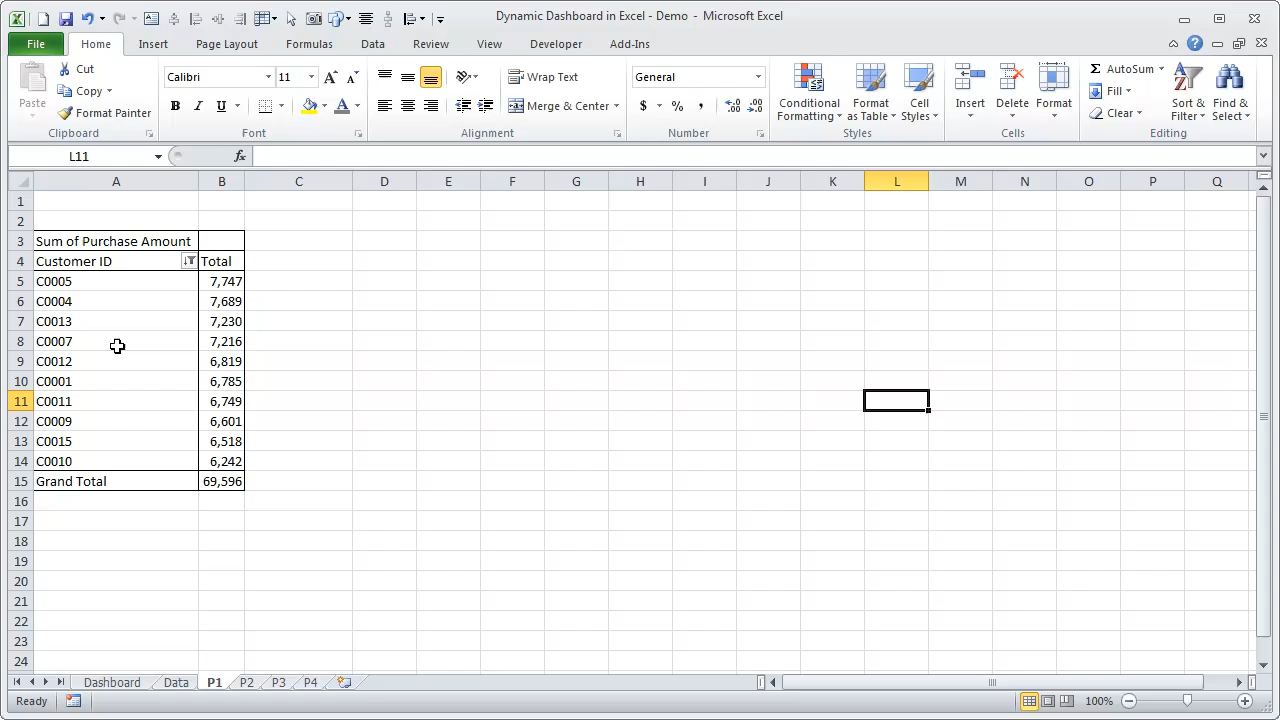 Dynamic Dashboard in Excel - Demo - Microsoft Excel
File Home Insert Page Layout Formulas Data Review View Developer Add-Ins
Paste
Cut
Copy
Format Painter
Clipboard
Calibri 11
B I U A
Font
Wrap Text
Merge & Center
Alignment
General
$ % ,
Number
Conditional Formatting
Format as Table
Cell Styles
Styles
Insert Delete Format
Cells
Σ AutoSum
Fill
Clear
Sort & Filter
Find & Select
Editing
L11 fx
A B C D E F G H I J K L M N O P Q
1
2
3 Sum of Purchase Amount
4 Customer ID Total
5 C0005 7,747
6 C0004 7,689
7 C0013 7,230
8 C0007 7,216
9 C0012 6,819
10 C0001 6,785
11 C0011 6,749
12 C0009 6,601
13 C0015 6,518
14 C0010 6,242
15 Grand Total 69,596
16
17
18
19
20
21
22
23
24
Dashboard Data P1 P2 P3 P4
Ready 100%